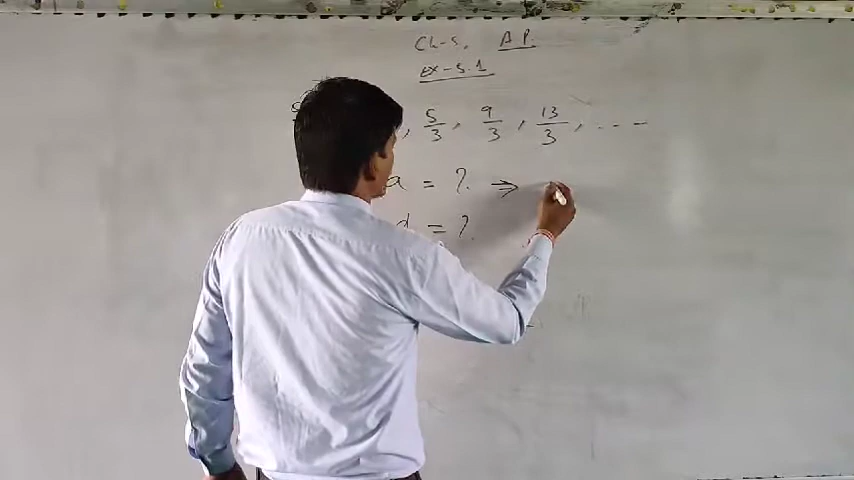 Ch-5, A P.
Ex-5.1
, 5/3, 9/3, 13/3, .. - -
a = ? ⇒
d = ?